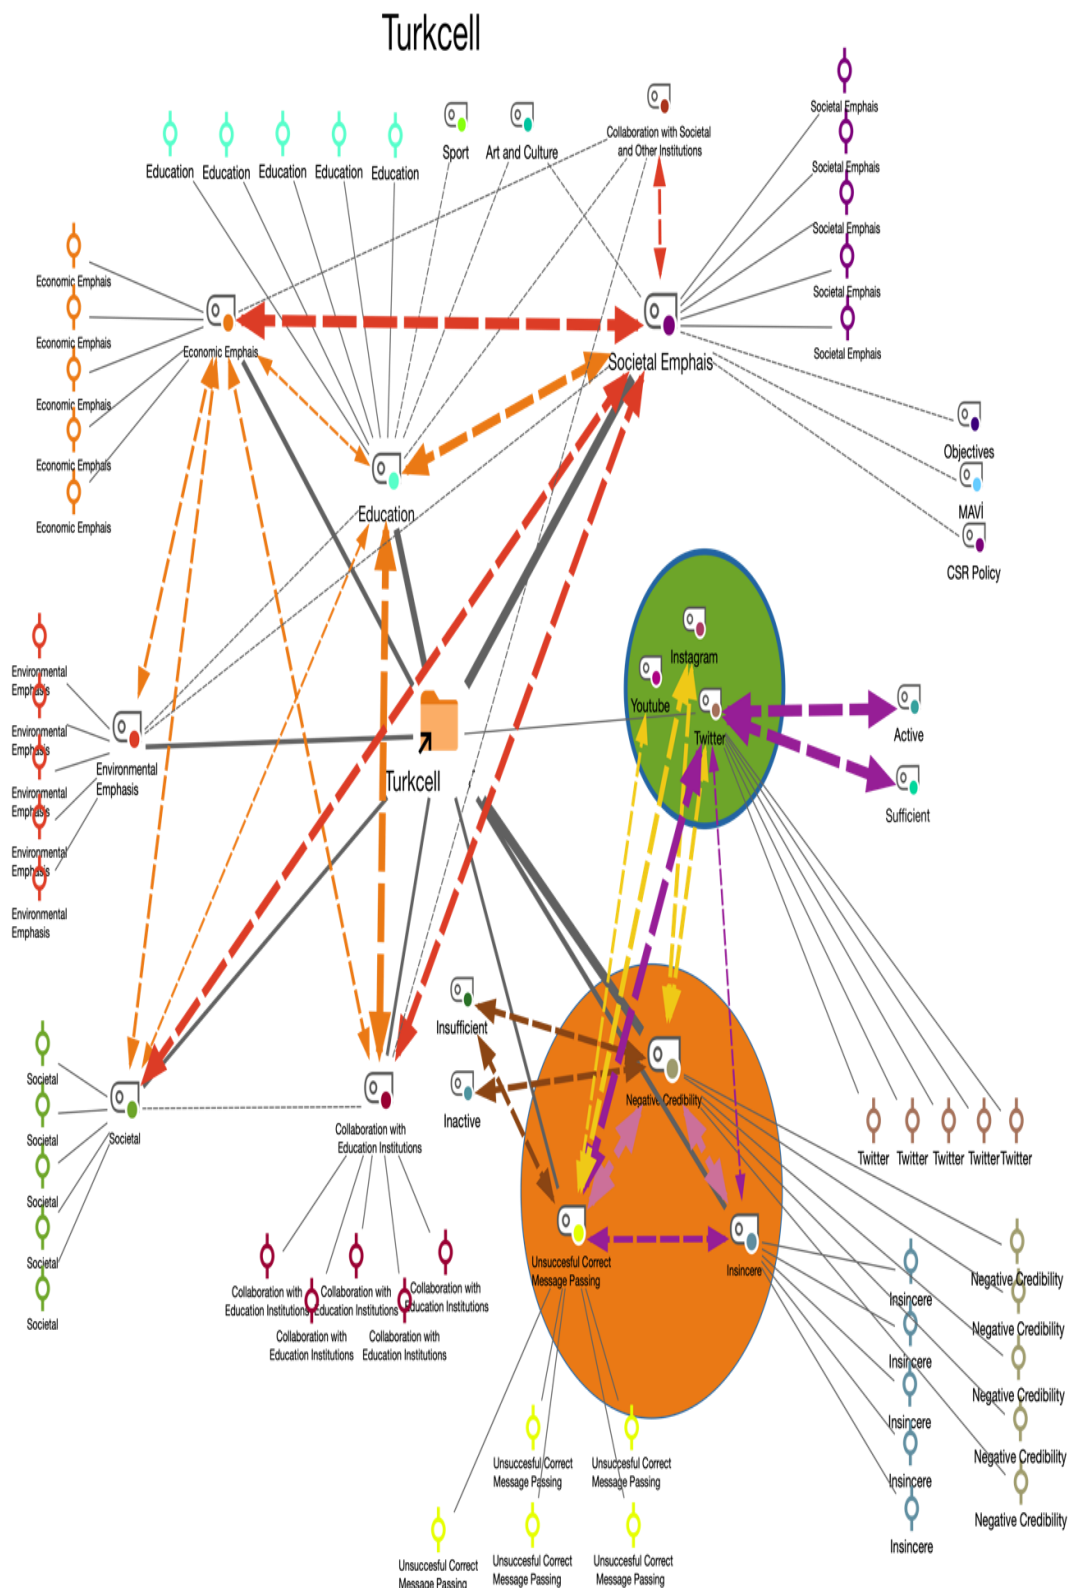 Turkcell
Education
Education
Education
Education
Education
Sport
Art and Culture
Collaboration with Societal
and Other Institutions
Societal Emphais
Societal Emphais
Societal Emphais
Societal Emphais
Societal Emphais
Economic Emphais
Economic Emphais
Economic Emphais
Economic Emphais
Economic Emphais
Economic Emphais
Societal Emphais
Objectives
MAVİ
CSR Policy
Education
Instagram
Youtube
Twitter
Active
Sufficient
Environmental
Emphasis
Environmental
Emphasis
Environmental
Emphasis
Environmental
Emphasis
Environmental
Emphasis
Environmental
Emphasis
Turkcell
Insufficient
Inactive
Negative Credibility
Societal
Societal
Societal
Societal
Societal
Societal
Collaboration with
Education Institutions
Twitter
Twitter
Twitter
Twitter
Twitter
Unsuccesful Correct
Message Passing
Insincere
Collaboration with
Education Institutions
Collaboration with
Education Institutions
Collaboration with
Education Institutions
Collaboration with
Education Institutions
Collaboration with
Education Institutions
Insincere
Insincere
Insincere
Insincere
Insincere
Negative Credibility
Negative Credibility
Negative Credibility
Negative Credibility
Negative Credibility
Unsuccesful Correct
Message Passing
Unsuccesful Correct
Message Passing
Unsuccesful Correct
Message Passing
Unsuccesful Correct
Message Passing
Unsuccesful Correct
Message Passing